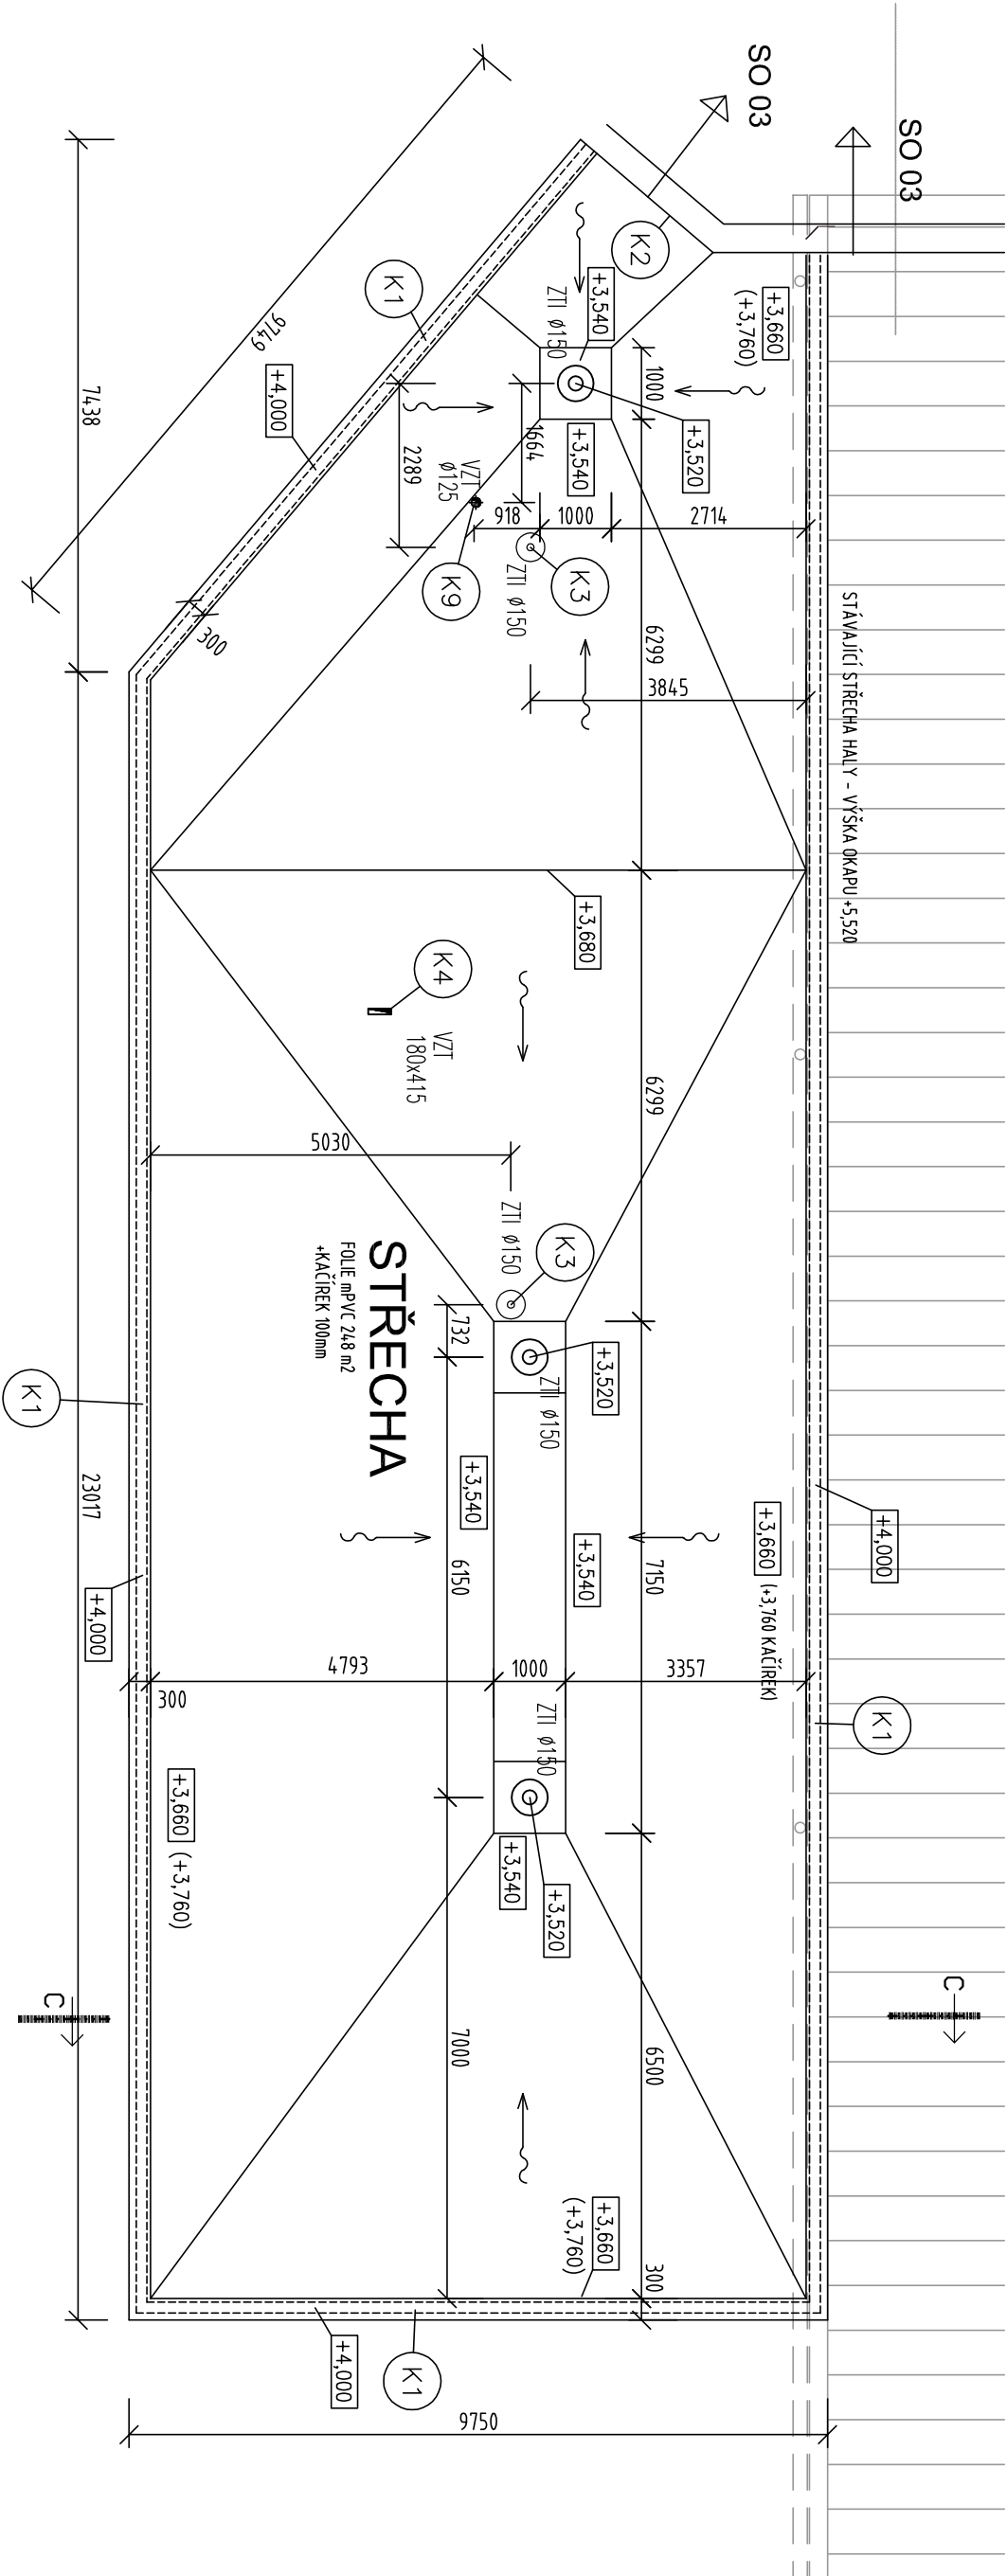 SO 03
SO 03
K2
K1
+3,540
ZTI ø150
+3,660
(+3,760)
9749
7438
+4,000
1000
+3,520
+3,540
1664
2289
VZT
ø125
918
1000
2714
K9
K3
ZTI ø150
300
6299
3845
STÁVAJÍCÍ STŘECHA HALY - VÝŠKA OKAPU +5,520
+3,680
K4
VZT
180x415
6299
5030
ZTI ø150
K3
STŘECHA
FOLIE mPVC 248 m2
+KAČÍREK 100mm
732
+3,520
ZTI ø150
K1
23017
+4,000
+3,540
6150
+3,540
7150
+3,660 (+3,760 KAČÍREK)
+4,000
K1
4793
1000
3357
300
ZTI ø150
+3,660 (+3,760)
+3,540
+3,520
C
C
7000
6500
+3,660
(+3,760)
300
+4,000
K1
9750